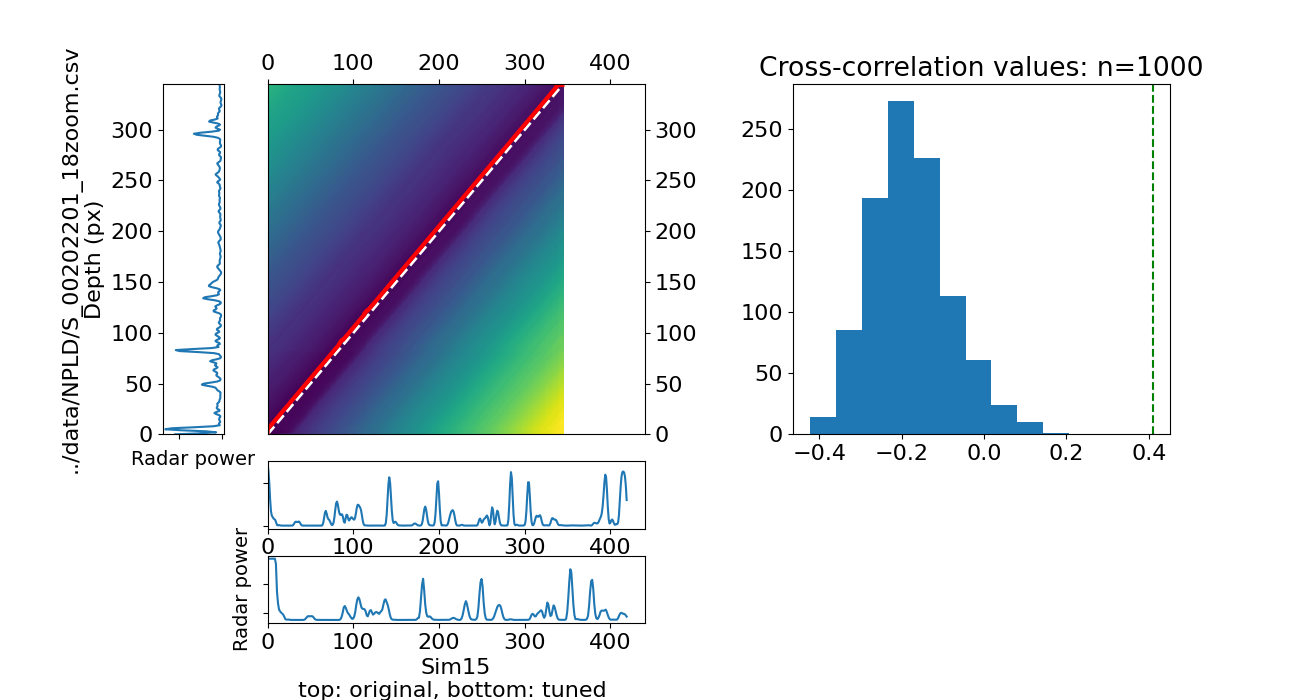 ../data/NPLD/S_00202201_18zoom.csv
Depth (px)
0 50 100 150 200 250 300
Radar power
0 100 200 300 400
0 50 100 150 200 250 300
0 100 200 300 400
Radar power
0 100 200 300 400
Sim15
top: original, bottom: tuned
Cross-correlation values: n=1000
0 50 100 150 200 250
−0.4 −0.2 0.0 0.2 0.4